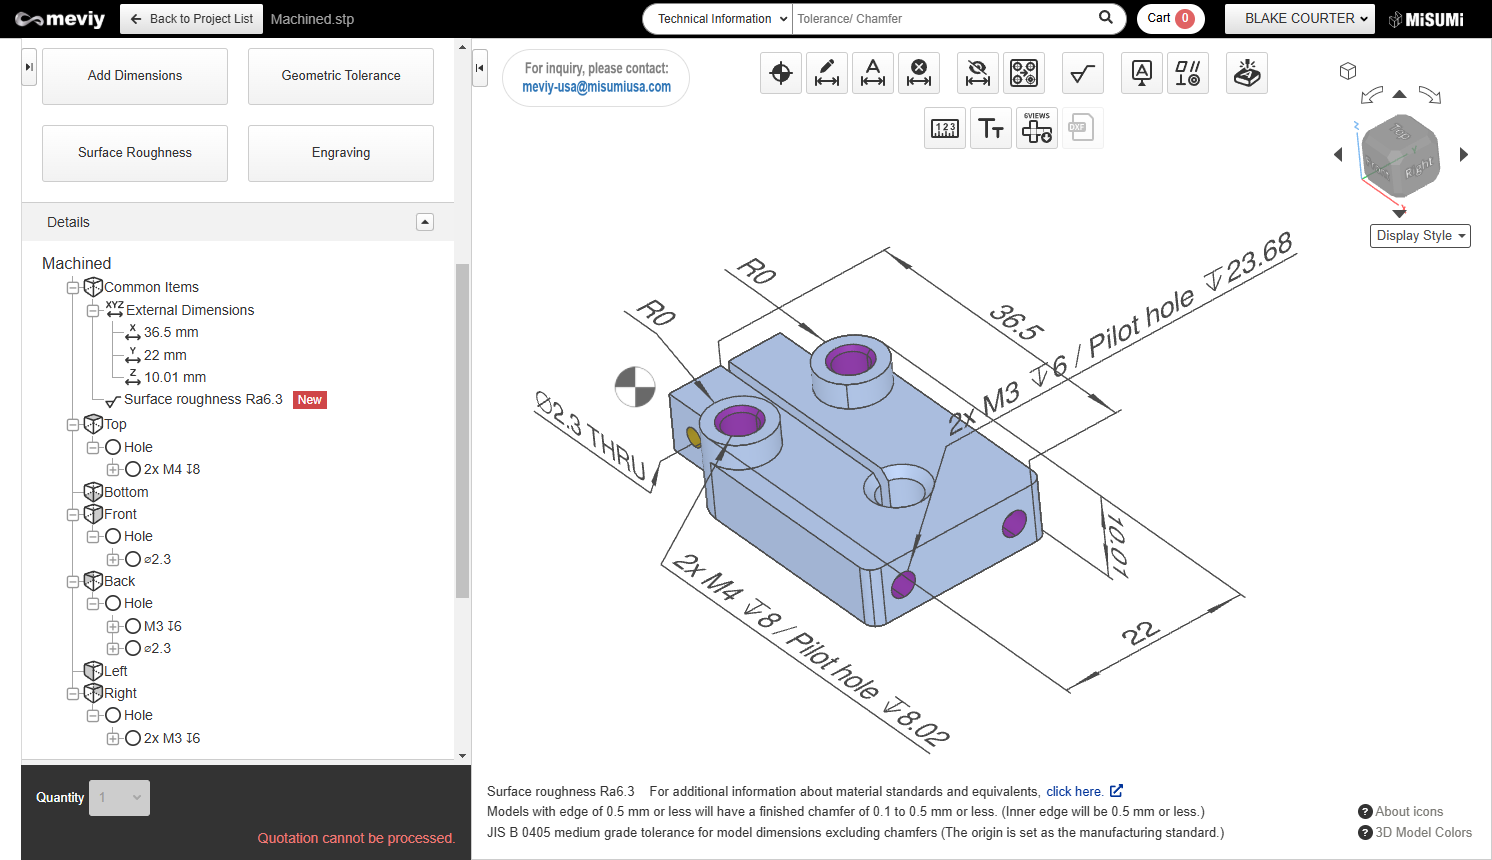 meviy
Back to Project List
Machined.stp
Technical Information
Tolerance/ Chamfer
Cart 0
BLAKE COURTER
MiSUMi
Add Dimensions
Geometric Tolerance
Surface Roughness
Engraving
Details
Machined
Common Items
XYZ External Dimensions
X 36.5 mm
Y 22 mm
Z 10.01 mm
Surface roughness Ra6.3 New
Top
Hole
2x M4 ↧8
Bottom
Front
Hole
⌀2.3
Back
Hole
M3 ↧6
⌀2.3
Left
Right
Hole
2x M3 ↧6
Quantity 1
Quotation cannot be processed.
For inquiry, please contact:
meviy-usa@misumiusa.com
A
A
1 2 3
TT
6VIEWS
DXF
Z
Top
Right
Y
X
Display Style
R0
R0
36.5
2x M3 ↧6 / Pilot hole ↧23.68
⌀2.3 THRU
10.01
22
2x M4 ↧8 / Pilot hole ↧8.02
Surface roughness Ra6.3 For additional information about material standards and equivalents, click here.
Models with edge of 0.5 mm or less will have a finished chamfer of 0.1 to 0.5 mm or less. (Inner edge will be 0.5 mm or less.)
JIS B 0405 medium grade tolerance for model dimensions excluding chamfers (The origin is set as the manufacturing standard.)
? About icons
? 3D Model Colors